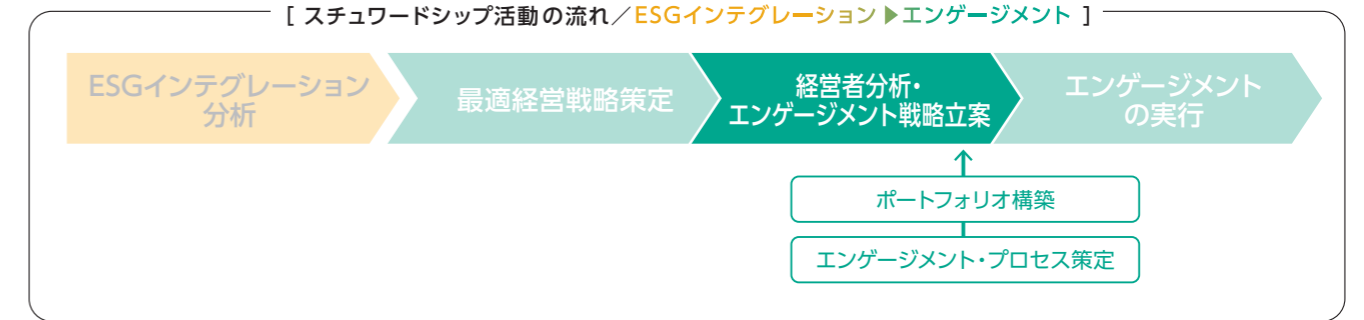 [ スチュワードシップ活動の流れ/ESGインテグレーション▶エンゲージメント ]
ESGインテグレーション
分析
最適経営戦略策定
経営者分析・
エンゲージメント戦略立案
エンゲージメント
の実行
ポートフォリオ構築
エンゲージメント・プロセス策定